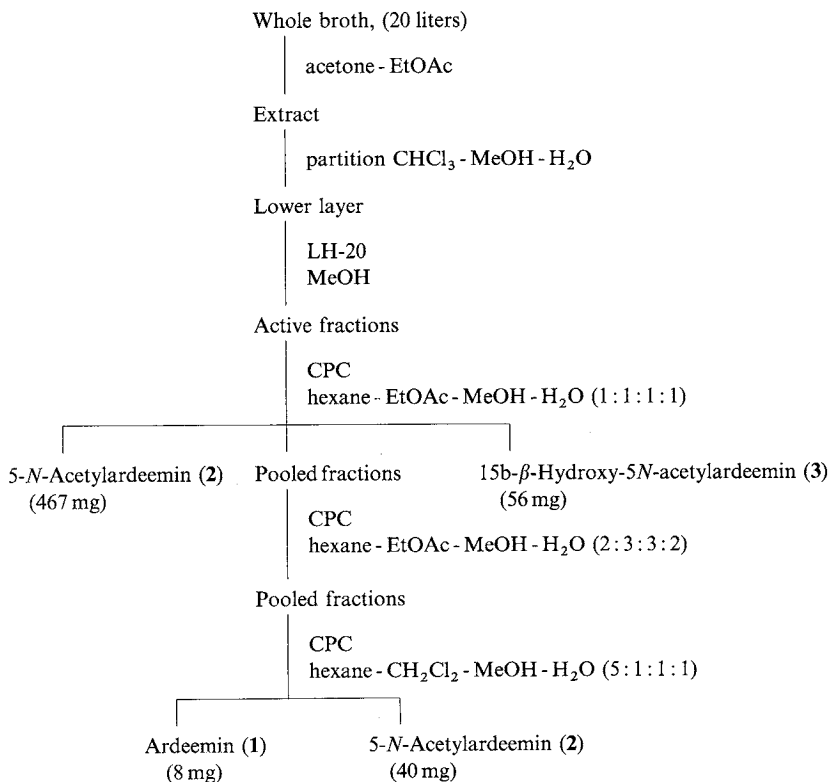 Whole broth, (20 liters)
acetone - EtOAc
Extract
partition CHCl₃ - MeOH - H₂O
Lower layer
LH-20
MeOH
Active fractions
CPC
hexane - EtOAc - MeOH - H₂O (1 : 1 : 1 : 1)
5-N-Acetylardeemin (2)
(467 mg)
Pooled fractions
15b-β-Hydroxy-5N-acetylardeemin (3)
(56 mg)
CPC
hexane - EtOAc - MeOH - H₂O (2 : 3 : 3 : 2)
Pooled fractions
CPC
hexane - CH₂Cl₂ - MeOH - H₂O (5 : 1 : 1 : 1)
Ardeemin (1)
(8 mg)
5-N-Acetylardeemin (2)
(40 mg)